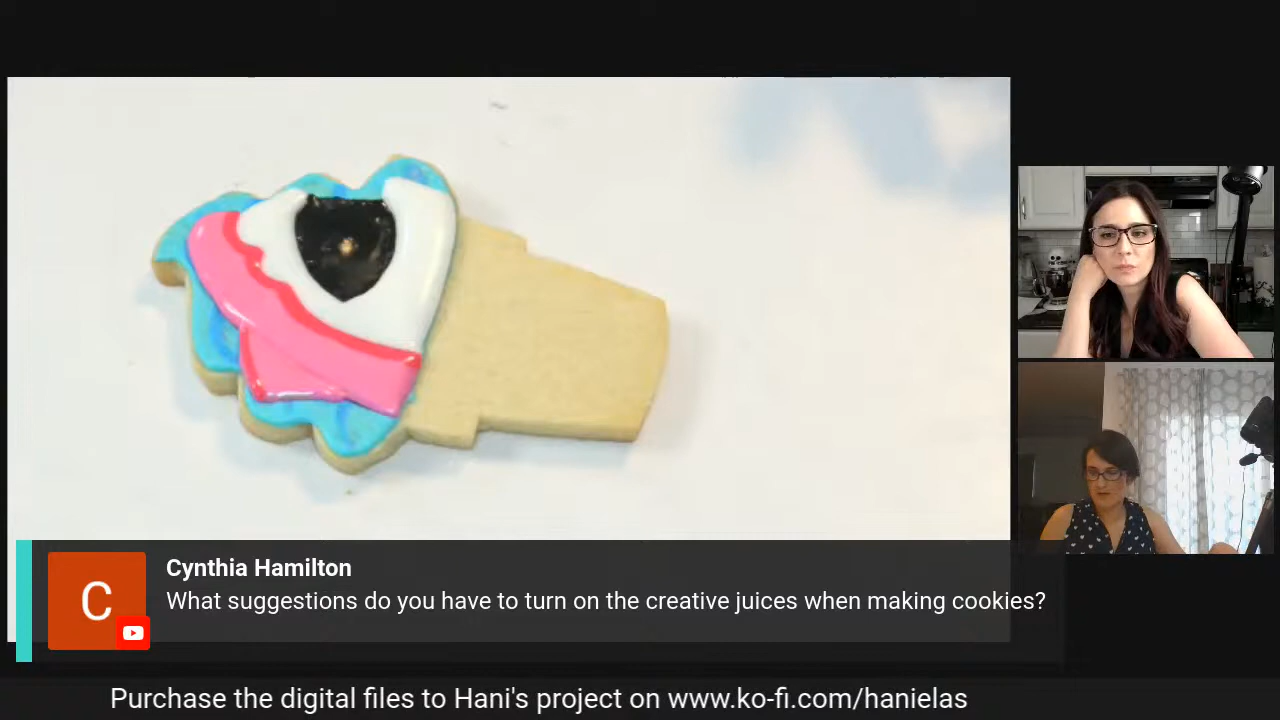 C
Cynthia Hamilton
What suggestions do you have to turn on the creative juices when making cookies?
Purchase the digital files to Hani's project on www.ko-fi.com/hanielas